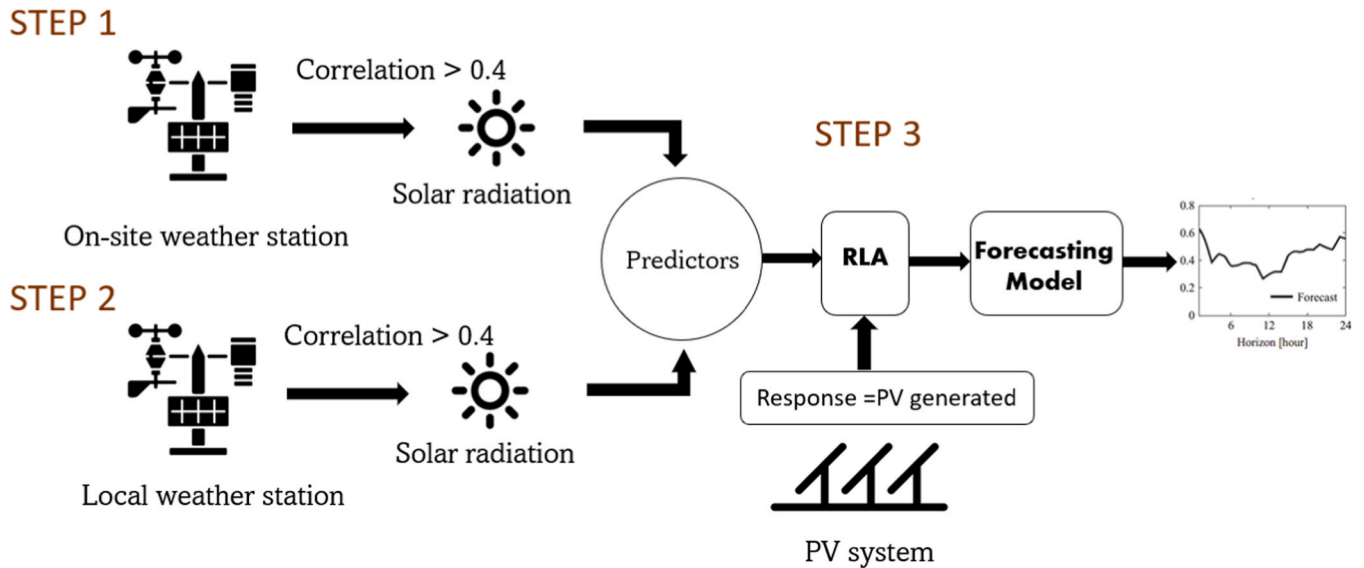 STEP 1
Correlation > 0.4
Solar radiation
On-site weather station
STEP 2
Correlation > 0.4
Solar radiation
Local weather station
Predictors
STEP 3
RLA
Forecasting
Model
Response =PV generated
PV system
0.8
0.6
0.4
0.2
0
Forecast
6 12 18 24
Horizon [hour]